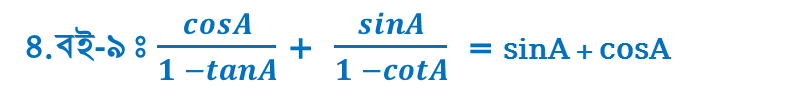 ৪.বই-৯ ঃ cosA / 1 −tanA + sinA / 1 −cotA = sinA + cosA